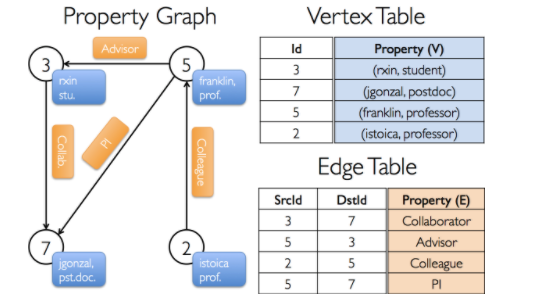 Property Graph
Advisor
3
5
rxin
stu.
franklin,
prof.
Collab.
PI
Colleague
7
2
jgonzal,
pst.doc.
istoica
prof.
Vertex Table
Id Property (V)
3 (rxin, student)
7 (jgonzal, postdoc)
5 (franklin, professor)
2 (istoica, professor)
Edge Table
SrcId DstId Property (E)
3 7 Collaborator
5 3 Advisor
2 5 Colleague
5 7 PI